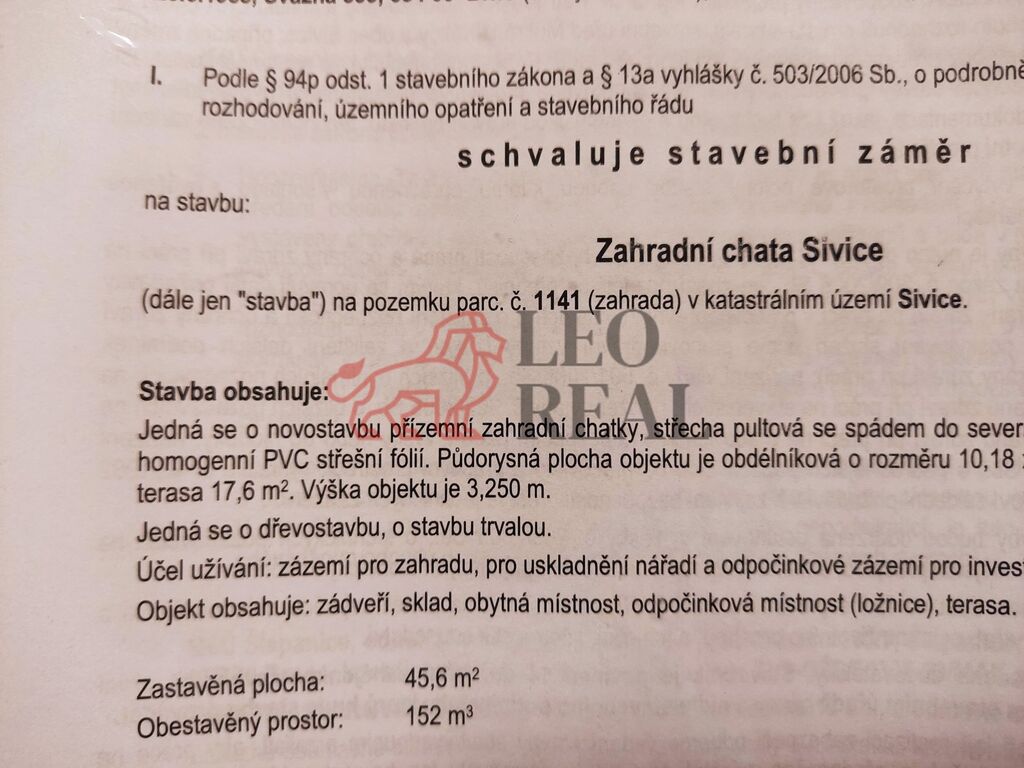 I. Podle § 94p odst. 1 stavebního zákona a § 13a vyhlášky č. 503/2006 Sb., o podrobně
rozhodování, územního opatření a stavebního řádu
schvaluje stavební záměr
na stavbu:
Zahradní chata Sivice
(dále jen "stavba") na pozemku parc. č. 1141 (zahrada) v katastrálním území Sivice.
LEO
REAL
Stavba obsahuje:
Jedná se o novostavbu přízemní zahradní chatky, střecha pultová se spádem do sever
homogenní PVC střešní fólií. Půdorysná plocha objektu je obdélníková o rozměru 10,18
terasa 17,6 m². Výška objektu je 3,250 m.
Jedná se o dřevostavbu, o stavbu trvalou.
Účel užívání: zázemí pro zahradu, pro uskladnění nářadí a odpočinkové zázemí pro invest
Objekt obsahuje: zádveří, sklad, obytná místnost, odpočinková místnost (ložnice), terasa.
Zastavěná plocha: 45,6 m²
Obestavěný prostor: 152 m³